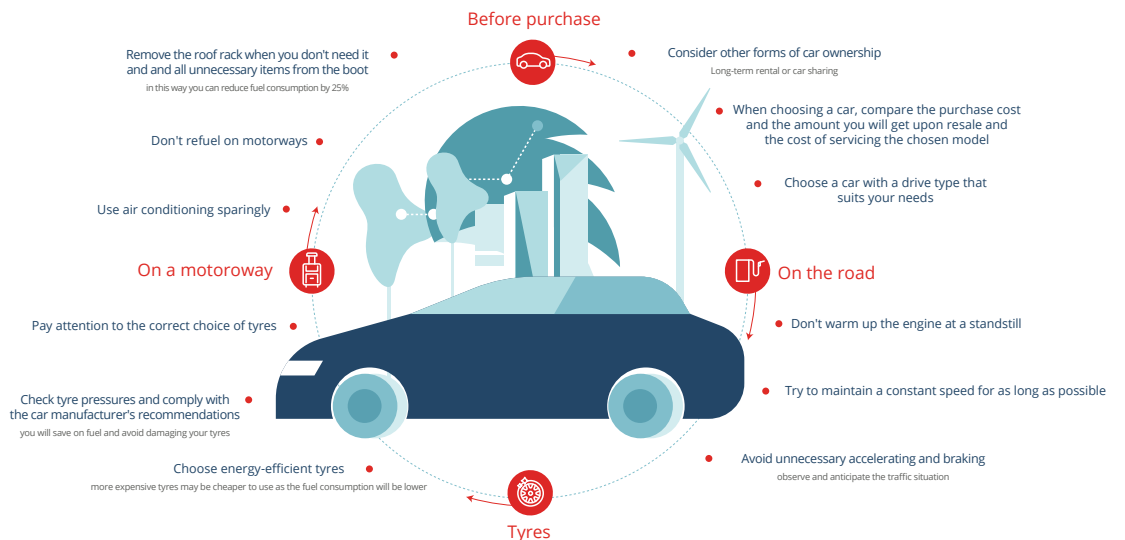 Before purchase
Consider other forms of car ownership
Long-term rental or car sharing
When choosing a car, compare the purchase cost
and the amount you will get upon resale and
the cost of servicing the chosen model
Choose a car with a drive type that
suits your needs
On the road
Don't warm up the engine at a standstill
Try to maintain a constant speed for as long as possible
Avoid unnecessary accelerating and braking
observe and anticipate the traffic situation
Tyres
Choose energy-efficient tyres
more expensive tyres may be cheaper to use as the fuel consumption will be lower
Check tyre pressures and comply with
the car manufacturer's recommendations
you will save on fuel and avoid damaging your tyres
Pay attention to the correct choice of tyres
On a motoroway
Use air conditioning sparingly
Don't refuel on motorways
Remove the roof rack when you don't need it
and and all unnecessary items from the boot
in this way you can reduce fuel consumption by 25%